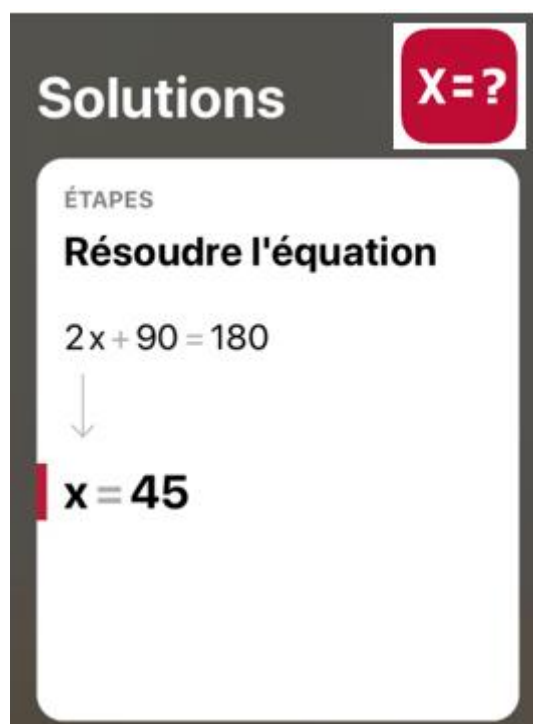 Solutions
X=?
ÉTAPES
Résoudre l'équation
2x+90=180
x=45